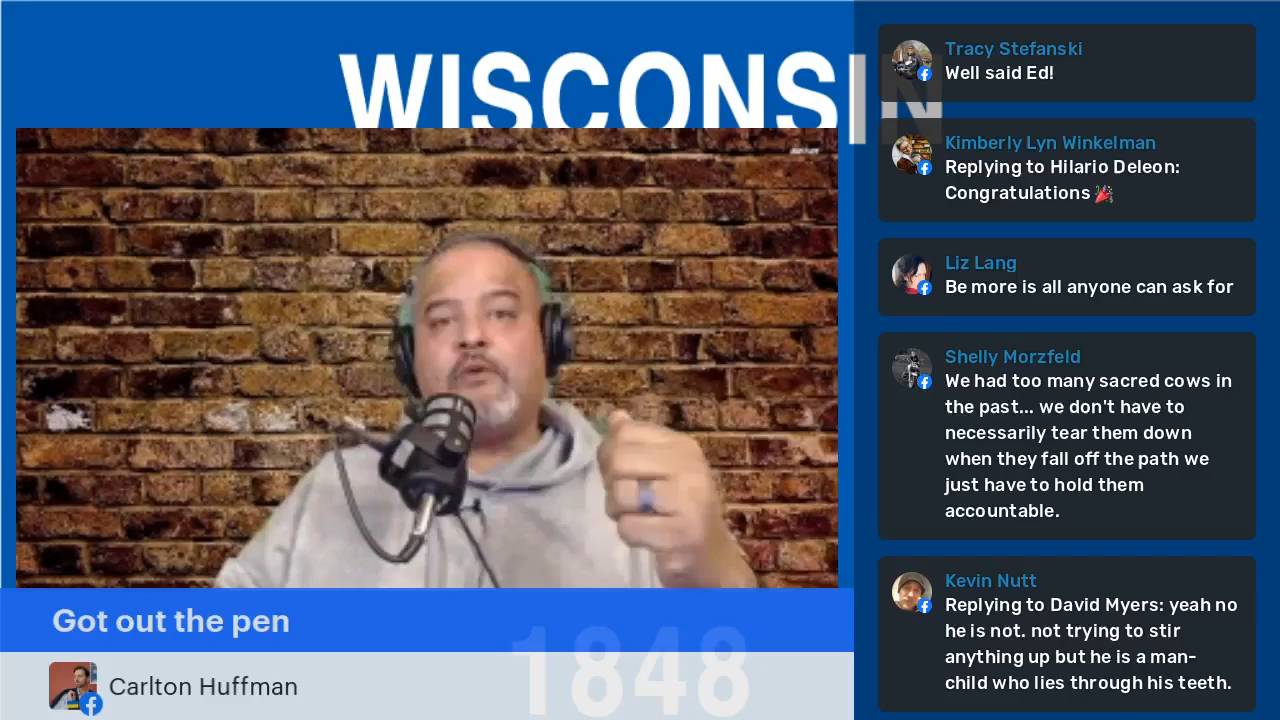 WISCONSIN
Got out the pen
Carlton Huffman
1848
Tracy Stefanski
Well said Ed!
Kimberly Lyn Winkelman
Replying to Hilario Deleon:
Congratulations 🎉
Liz Lang
Be more is all anyone can ask for
Shelly Morzfeld
We had too many sacred cows in
the past... we don't have to
necessarily tear them down
when they fall off the path we
just have to hold them
accountable.
Kevin Nutt
Replying to David Myers: yeah no
he is not. not trying to stir
anything up but he is a man-
child who lies through his teeth.